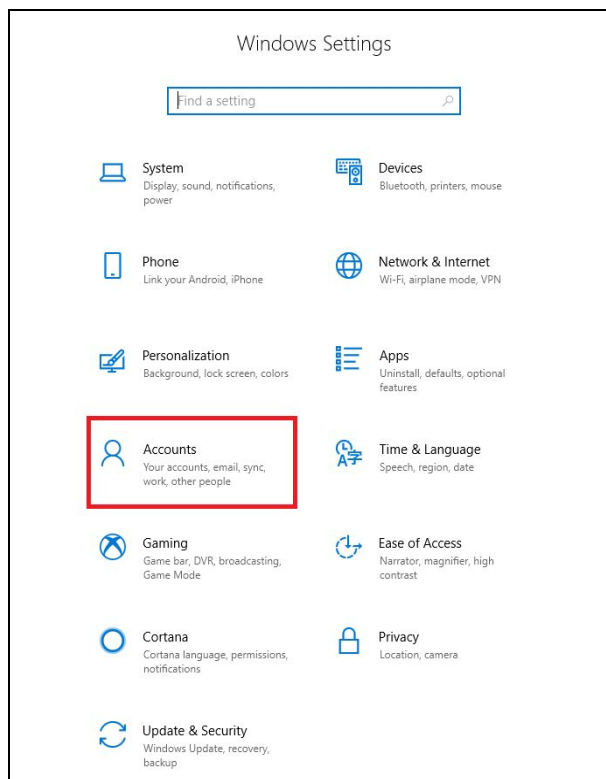 Windows Settings
Find a setting
System
Display, sound, notifications,
power
Devices
Bluetooth, printers, mouse
Phone
Link your Android, iPhone
Network & Internet
Wi-Fi, airplane mode, VPN
Personalization
Background, lock screen, colors
Apps
Uninstall, defaults, optional
features
Accounts
Your accounts, email, sync,
work, other people
Time & Language
Speech, region, date
Gaming
Game bar, DVR, broadcasting,
Game Mode
Ease of Access
Narrator, magnifier, high
contrast
Cortana
Cortana language, permissions,
notifications
Privacy
Location, camera
Update & Security
Windows Update, recovery,
backup